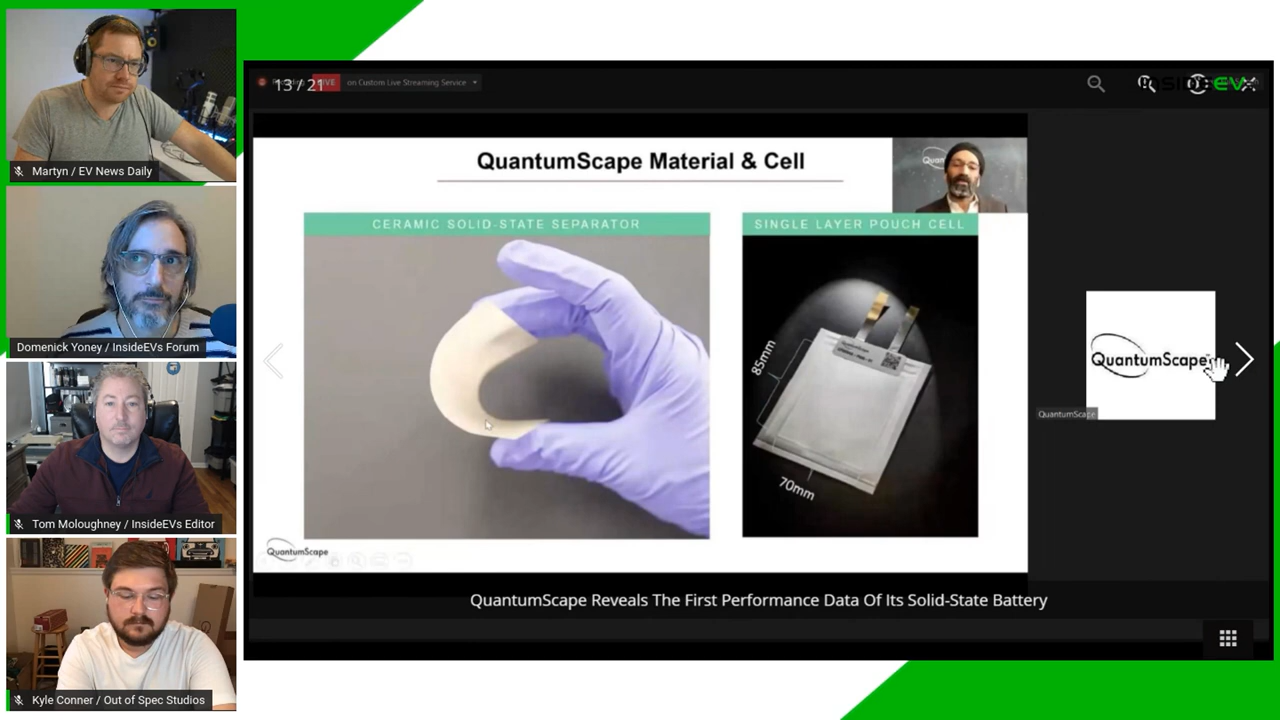 Martyn / EV News Daily
Domenick Yoney / InsideEVs Forum
Tom Moloughney / InsideEVs Editor
Kyle Conner / Out of Spec Studios
13 / 21
LIVE
on Custom Live Streaming Service
QuantumScape Material & Cell
CERAMIC SOLID-STATE SEPARATOR
SINGLE LAYER POUCH CELL
85mm
70mm
QuantumScape
QuantumScape
QuantumScape
QuantumScape Reveals The First Performance Data Of Its Solid-State Battery